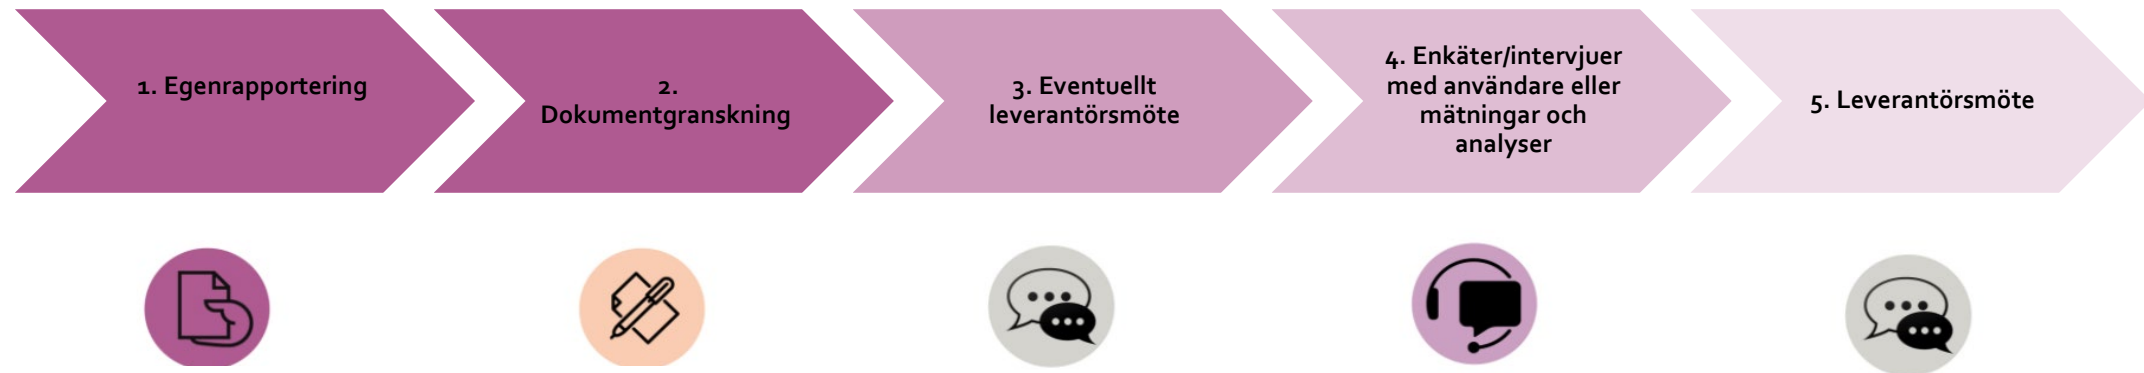 1. Egenrapportering
2.
Dokumentgranskning
3. Eventuellt
leverantörsmöte
4. Enkäter/intervjuer
med användare eller
mätningar och
analyser
5. Leverantörsmöte